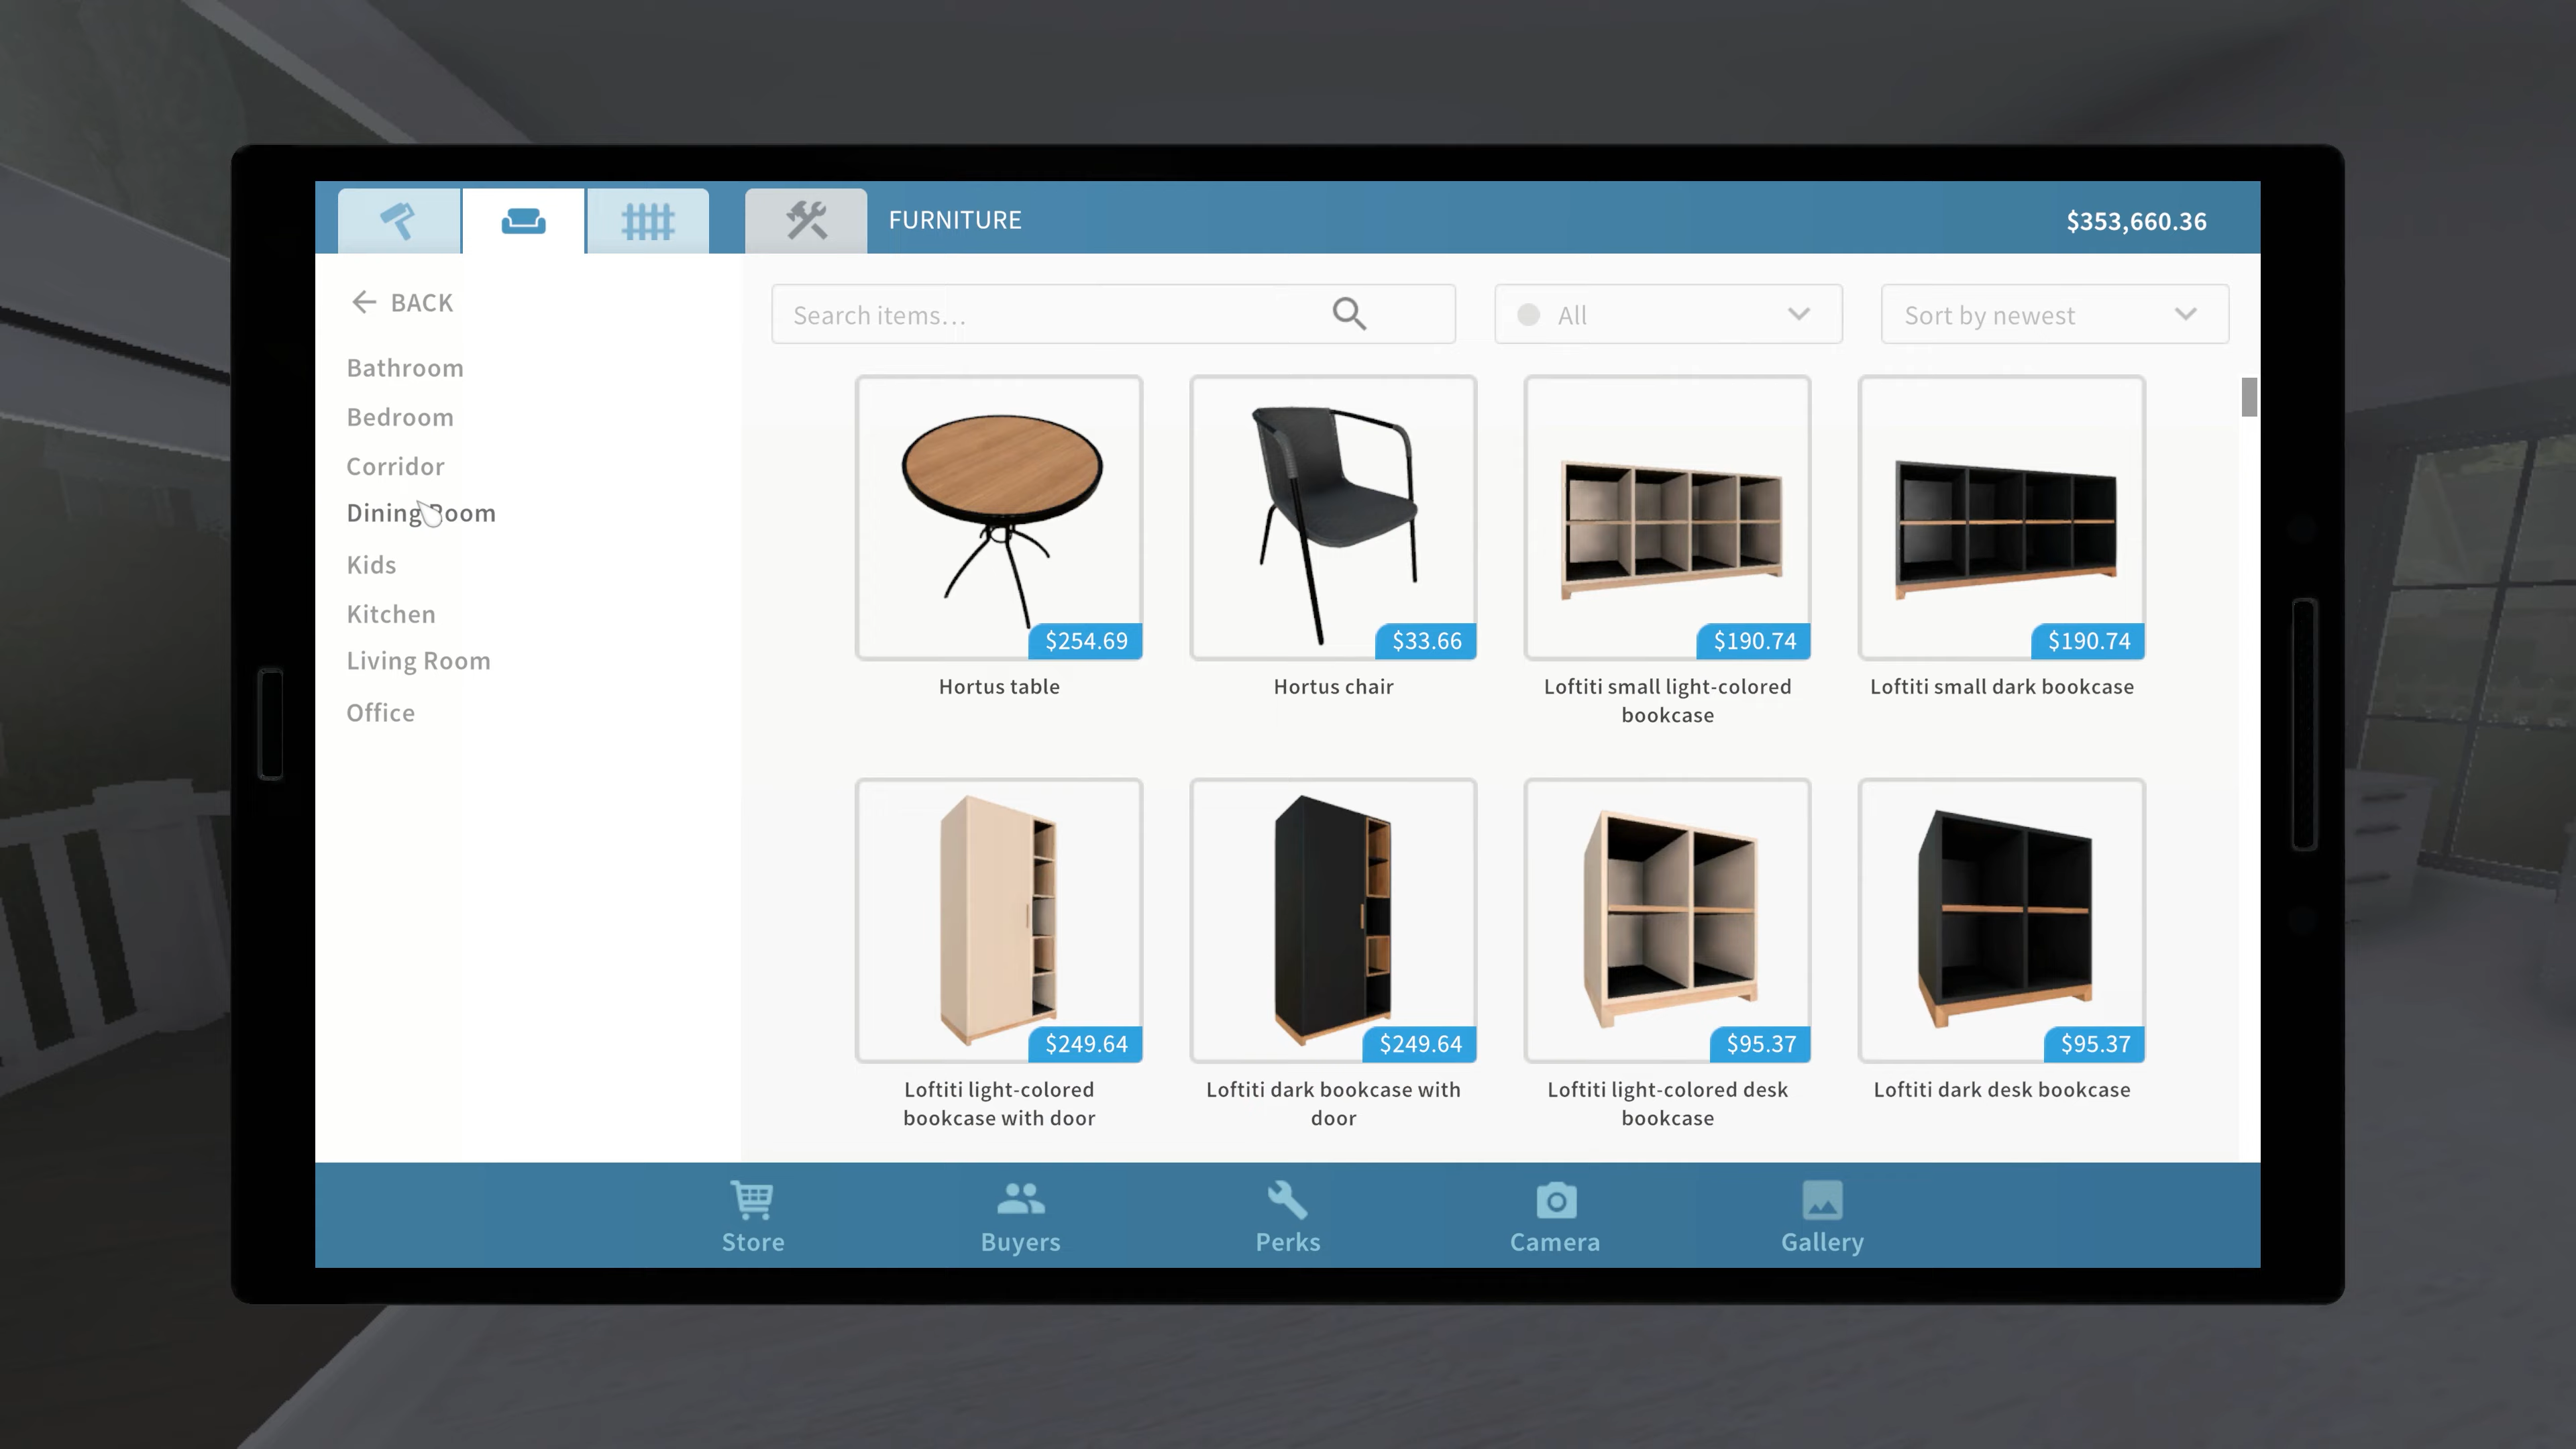 FURNITURE
$353,660.36
BACK
Search items...
All
Sort by newest
Bathroom
Bedroom
Corridor
Dining Room
Kids
Kitchen
Living Room
Office
$254.69
$33.66
$190.74
$190.74
Hortus table
Hortus chair
Loftiti small light-colored
bookcase
Loftiti small dark bookcase
$249.64
$249.64
$95.37
$95.37
Loftiti light-colored
bookcase with door
Loftiti dark bookcase with
door
Loftiti light-colored desk
bookcase
Loftiti dark desk bookcase
Store
Buyers
Perks
Camera
Gallery